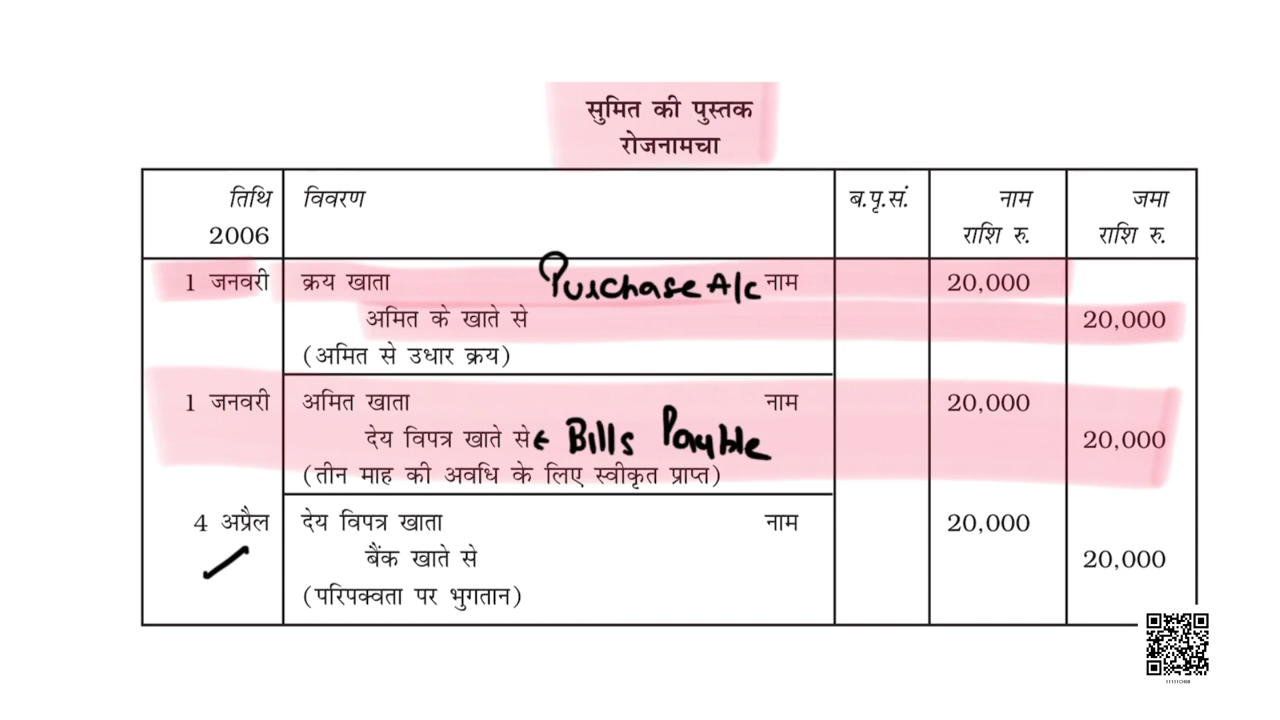 सुमित की पुस्तक
रोजनामचा
तिथि विवरण ब.पृ.सं. नाम जमा
2006 राशि रु. राशि रु.
1 जनवरी क्रय खाता Purchase A/c नाम 20,000
अमित के खाते से 20,000
(अमित से उधार क्रय)
1 जनवरी अमित खाता नाम 20,000
देय विपत्र खाते से ← Bills Payble 20,000
(तीन माह की अवधि के लिए स्वीकृत प्राप्त)
4 अप्रैल देय विपत्र खाता नाम 20,000
बैंक खाते से 20,000
(परिपक्वता पर भुगतान)